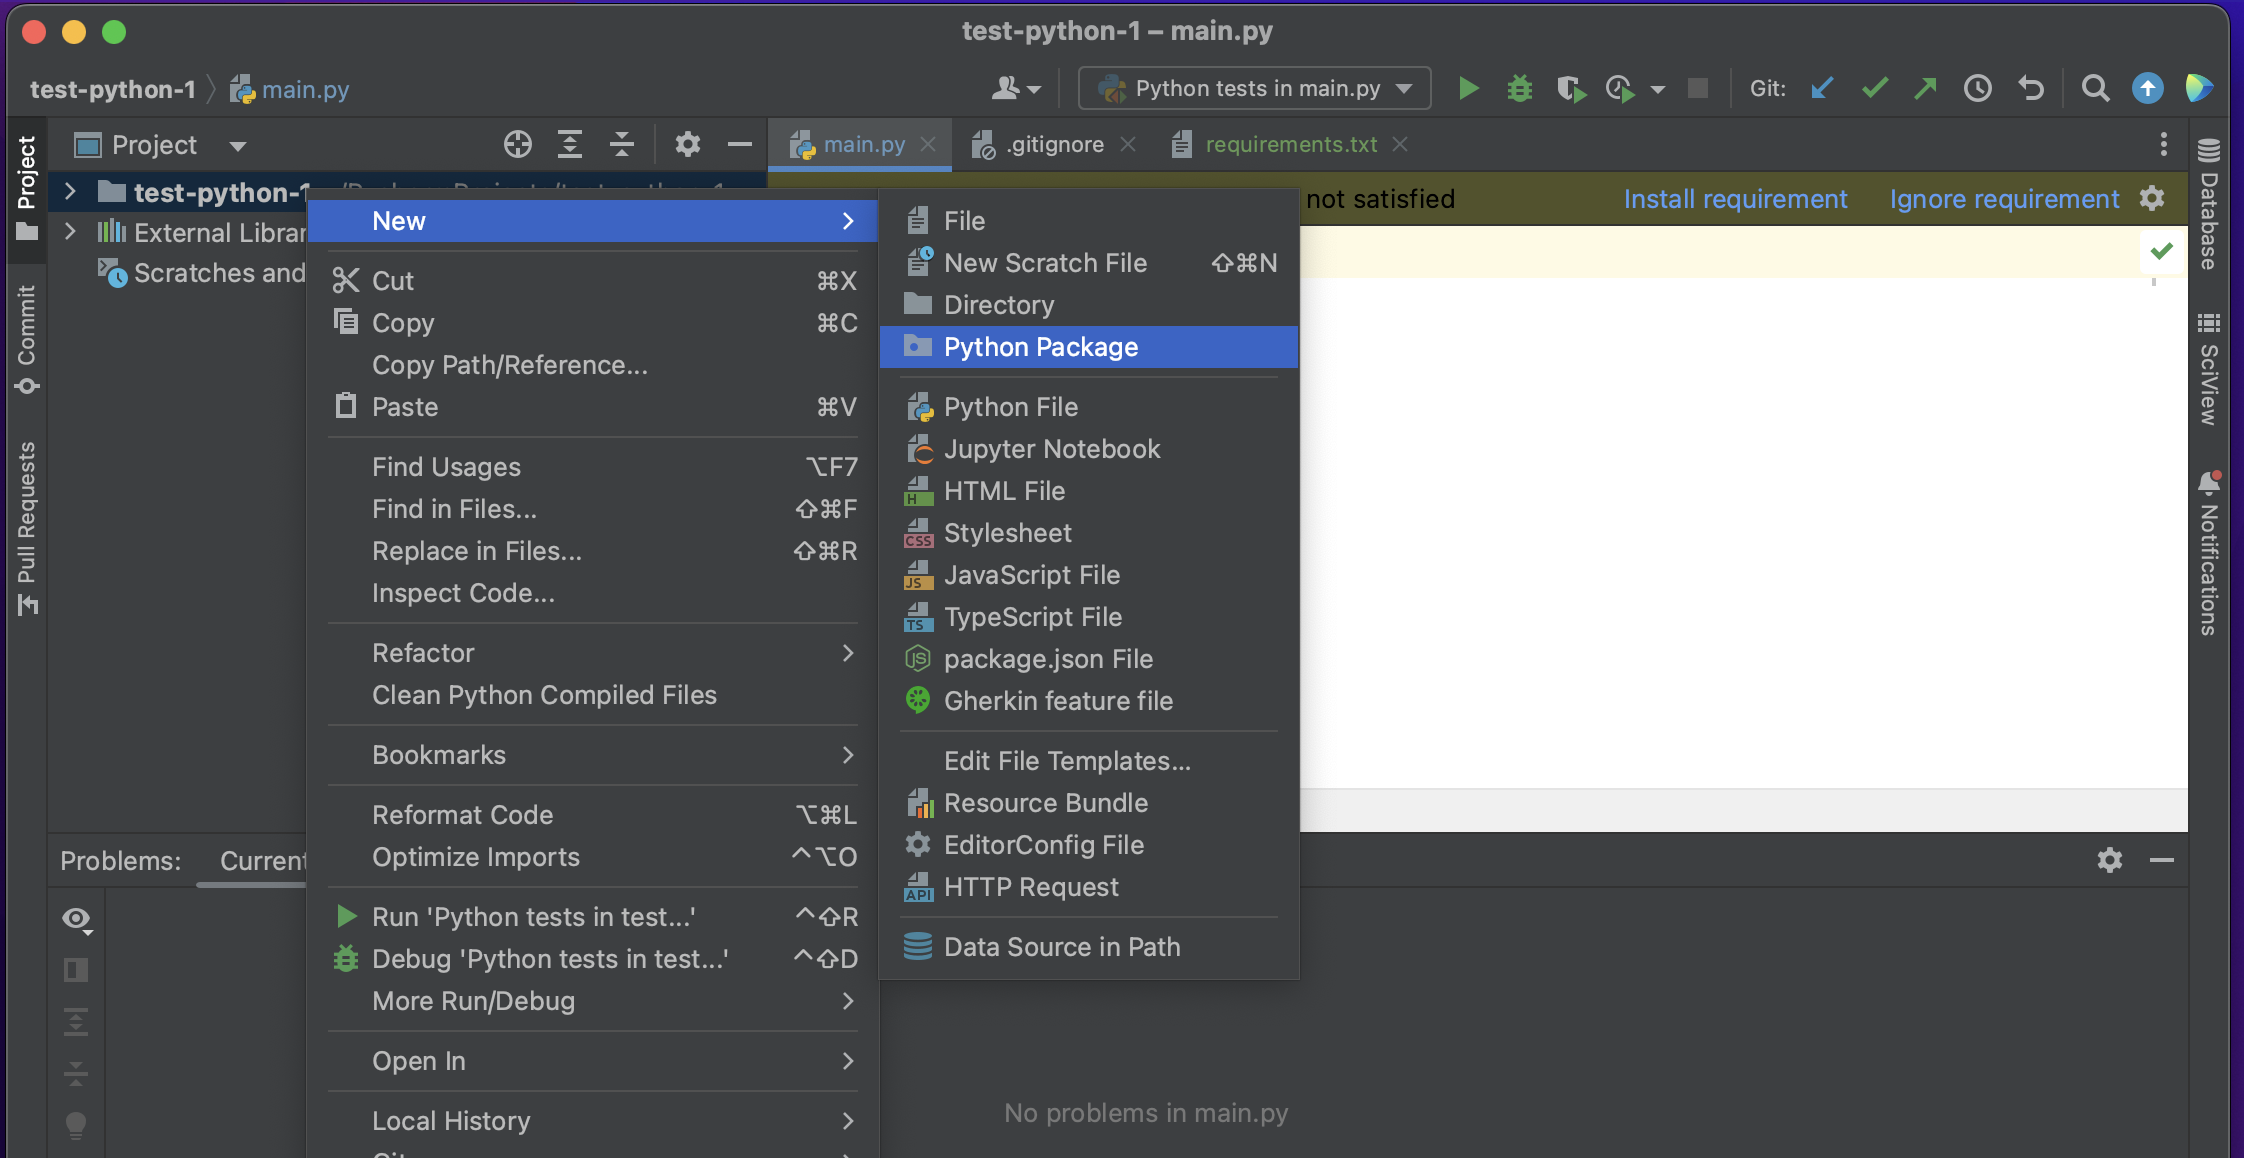 test-python-1 – main.py
test-python-1 main.py
Python tests in main.py
Git:
Project
main.py
.gitignore
requirements.txt
test-python-1
not satisfied
Install requirement
Ignore requirement
External Librar
Scratches and
Project
Commit
Pull Requests
New
Cut ⌘X
Copy ⌘C
Copy Path/Reference...
Paste ⌘V
Find Usages ⌥F7
Find in Files... ⇧⌘F
Replace in Files... ⇧⌘R
Inspect Code...
Refactor
Clean Python Compiled Files
Bookmarks
Reformat Code ⌥⌘L
Optimize Imports ⌃⌥O
Run 'Python tests in test...' ⌃⇧R
Debug 'Python tests in test...' ⌃⇧D
More Run/Debug
Open In
Local History
File
New Scratch File ⇧⌘N
Directory
Python Package
Python File
Jupyter Notebook
H HTML File
CSS Stylesheet
JS JavaScript File
TS TypeScript File
JS package.json File
Gherkin feature file
Edit File Templates...
Resource Bundle
EditorConfig File
API HTTP Request
Data Source in Path
Database
SciView
Notifications
Problems: Current
No problems in main.py